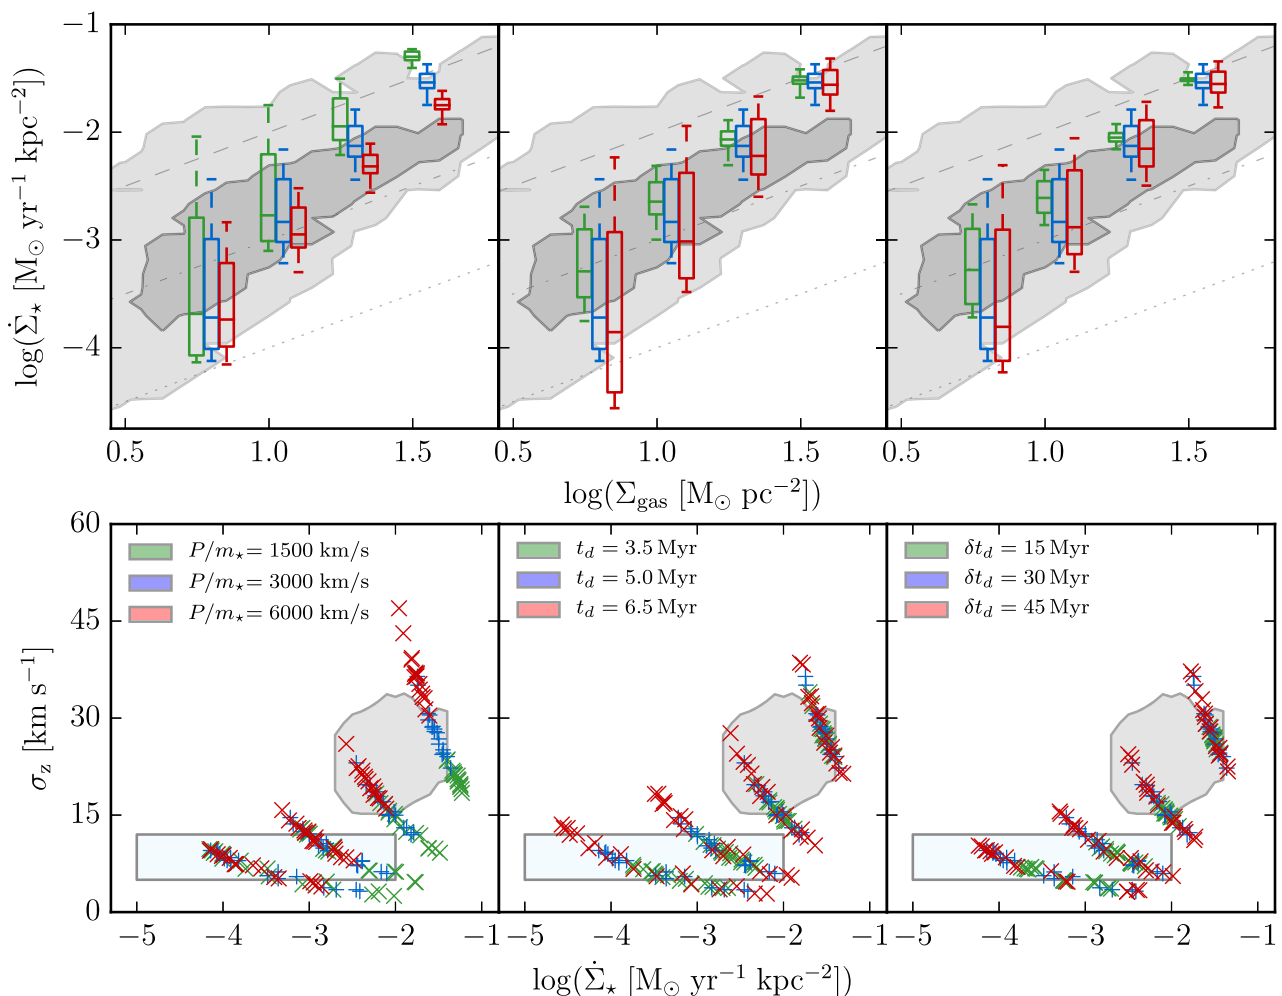 log(Σ̇⋆ [M⊙ yr−1 kpc−2])
−1
−2
−3
−4
0.5 1.0 1.5 0.5 1.0 1.5 0.5 1.0 1.5
log(Σgas [M⊙ pc−2])
σz [km s−1]
60
45
30
15
0
P/m⋆= 1500 km/s
P/m⋆= 3000 km/s
P/m⋆= 6000 km/s
td = 3.5 Myr
td = 5.0 Myr
td = 6.5 Myr
δtd = 15 Myr
δtd = 30 Myr
δtd = 45 Myr
−5 −4 −3 −2 −1 −5 −4 −3 −2 −1 −5 −4 −3 −2 −1
log(Σ̇⋆ [M⊙ yr−1 kpc−2])